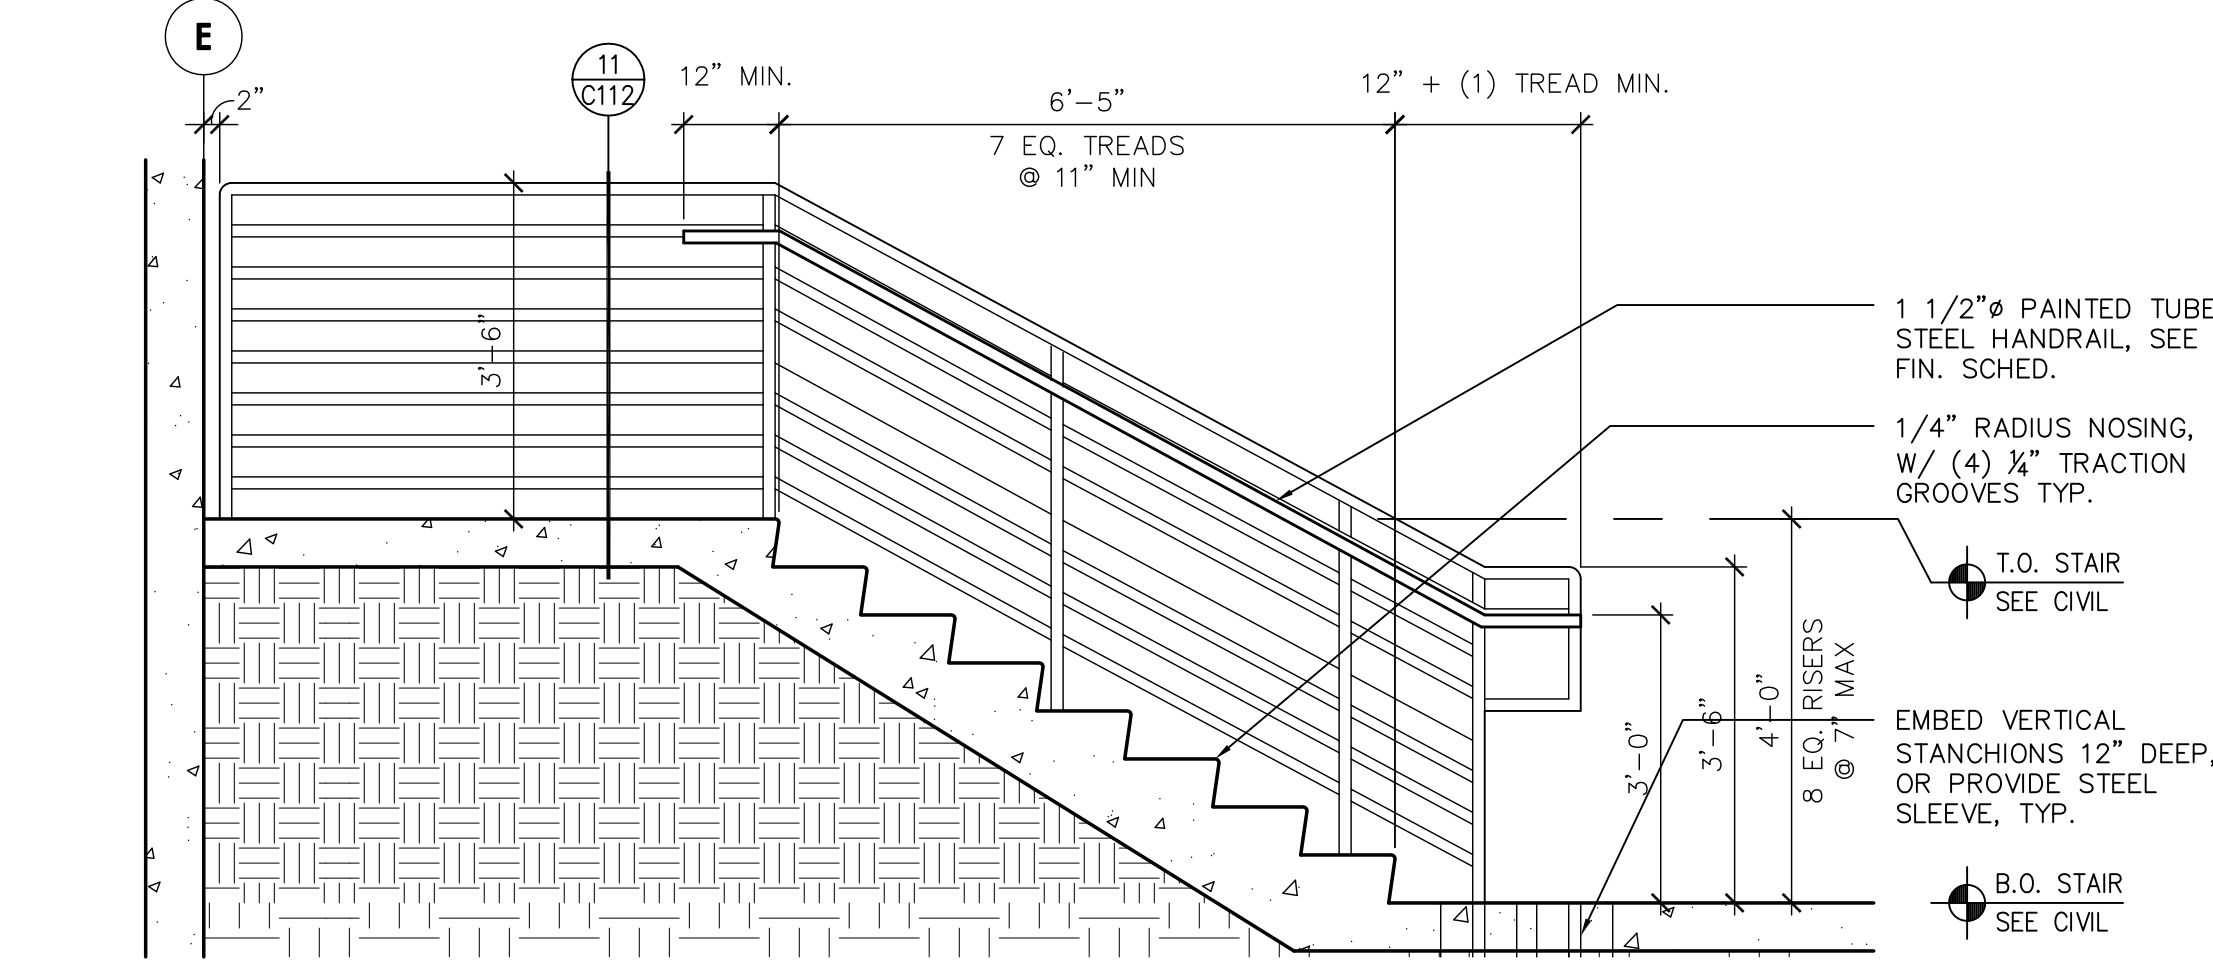 E
11
C112
2"
12" MIN.
6'-5"
7 EQ. TREADS
@ 11" MIN
12" + (1) TREAD MIN.
3'-6"
1 1/2"ø PAINTED TUBE
STEEL HANDRAIL, SEE
FIN. SCHED.
1/4" RADIUS NOSING,
W/ (4) ¼" TRACTION
GROOVES TYP.
T.O. STAIR
SEE CIVIL
3'-0"
3'-6"
4'-0"
8 EQ. RISERS
@ 7" MAX
EMBED VERTICAL
STANCHIONS 12" DEEP,
OR PROVIDE STEEL
SLEEVE, TYP.
B.O. STAIR
SEE CIVIL